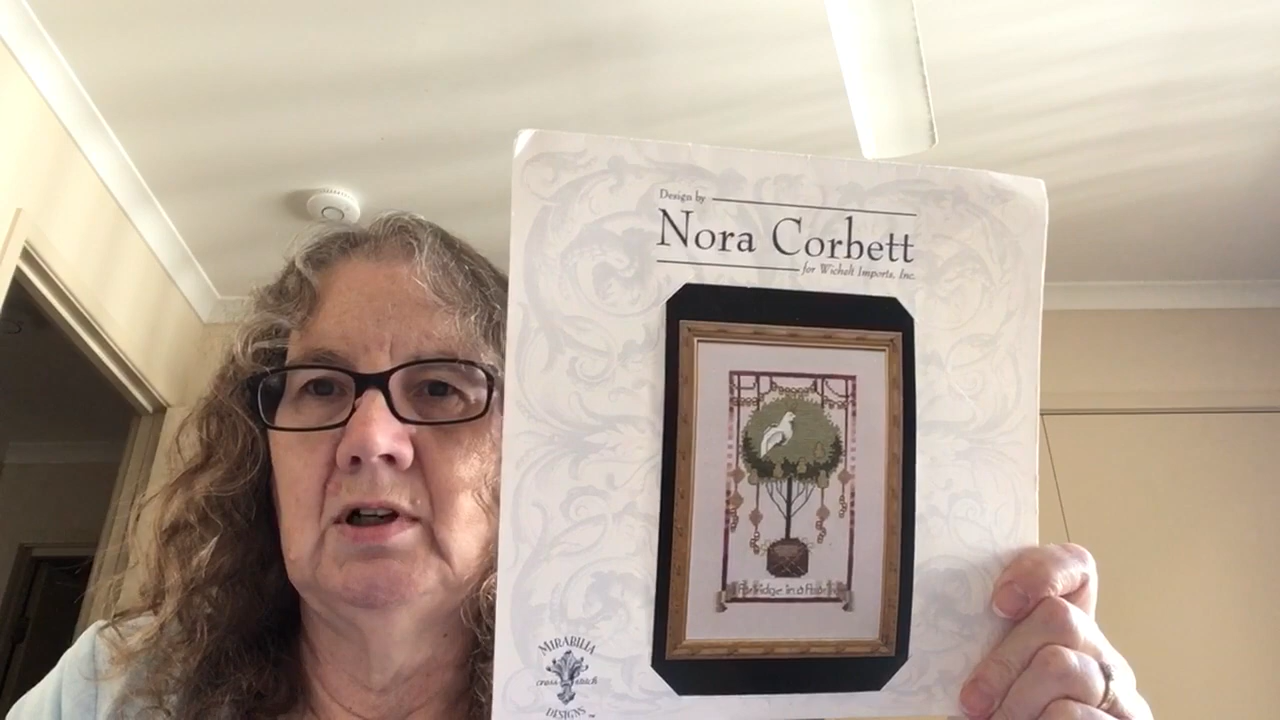 Design by
Nora Corbett
for Wichelt Imports, Inc.
Partridge in a Pear
MIRABILIA
cross stitch
DESIGNS